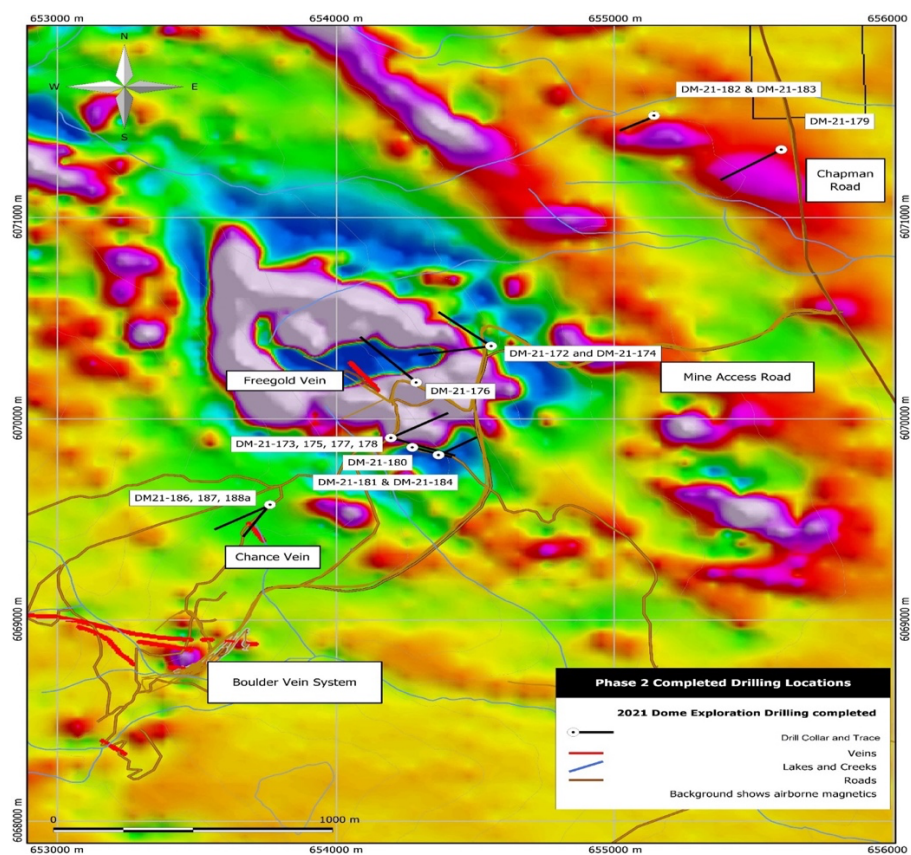 653000 m
654000 m
655000 m
656000 m
N
W
E
S
6071000 m
6070000 m
6069000 m
6068000 m
6071000 m
6070000 m
6069000 m
6068000 m
DM-21-182 & DM-21-183
DM-21-179
Chapman
Road
DM-21-172 and DM-21-174
Mine Access Road
Freegold Vein
DM-21-176
DM-21-173, 175, 177, 178
DM-21-180
DM-21-181 & DM-21-184
DM21-186, 187, 188a
Chance Vein
Boulder Vein System
Phase 2 Completed Drilling Locations
2021 Dome Exploration Drilling completed
Drill Collar and Trace
Veins
Lakes and Creeks
Roads
Background shows airborne magnetics
0
1000 m
653000 m
654000 m
655000 m
656000 m